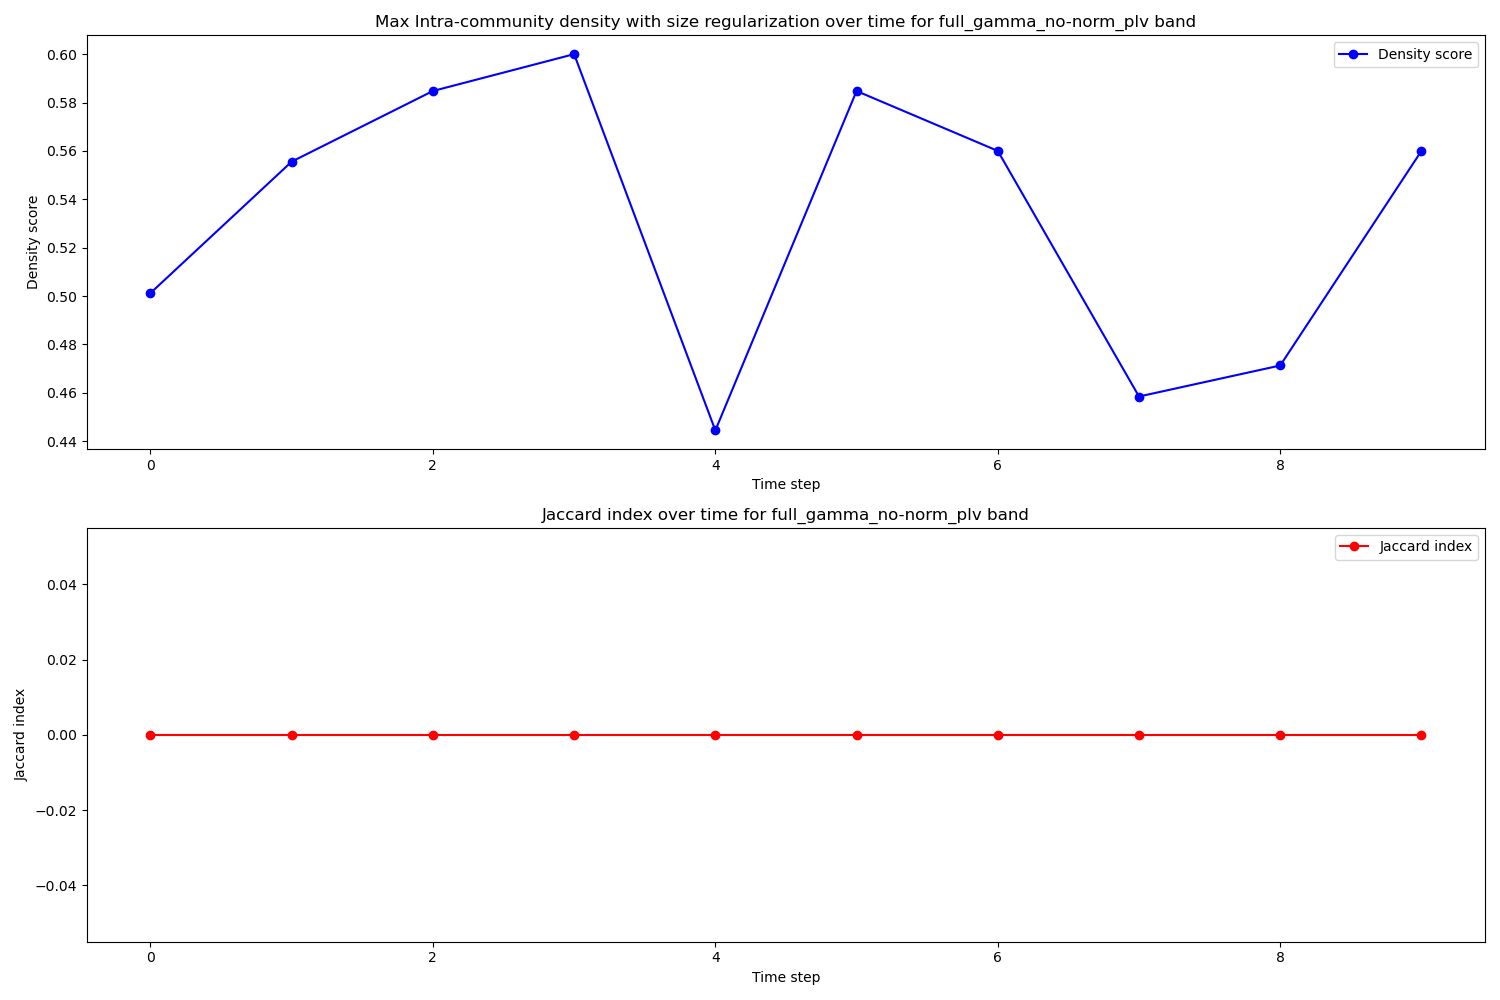 Max Intra-community density with size regularization over time for full_gamma_no-norm_plv band
Density score
0.60
0.58
0.56
0.54
0.52
0.50
0.48
0.46
0.44
Density score
0 2 4 6 8
Time step
Jaccard index over time for full_gamma_no-norm_plv band
Jaccard index
0.04
0.02
0.00
−0.02
−0.04
Jaccard index
0 2 4 6 8
Time step